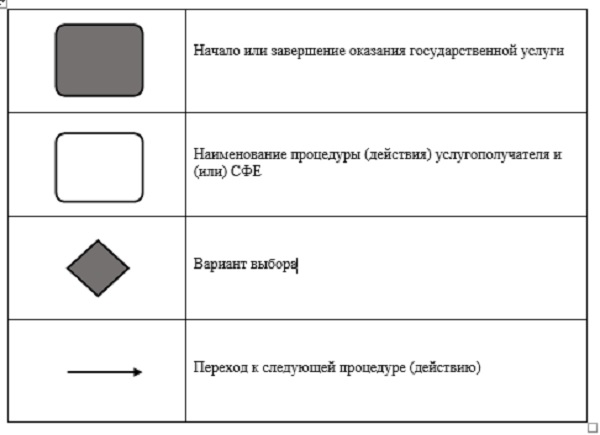 Начало или завершение оказания государственной услуги
Наименование процедуры (действия) услугополучателя и
(или) СФЕ
Вариант выбора
Переход к следующей процедуре (действию)